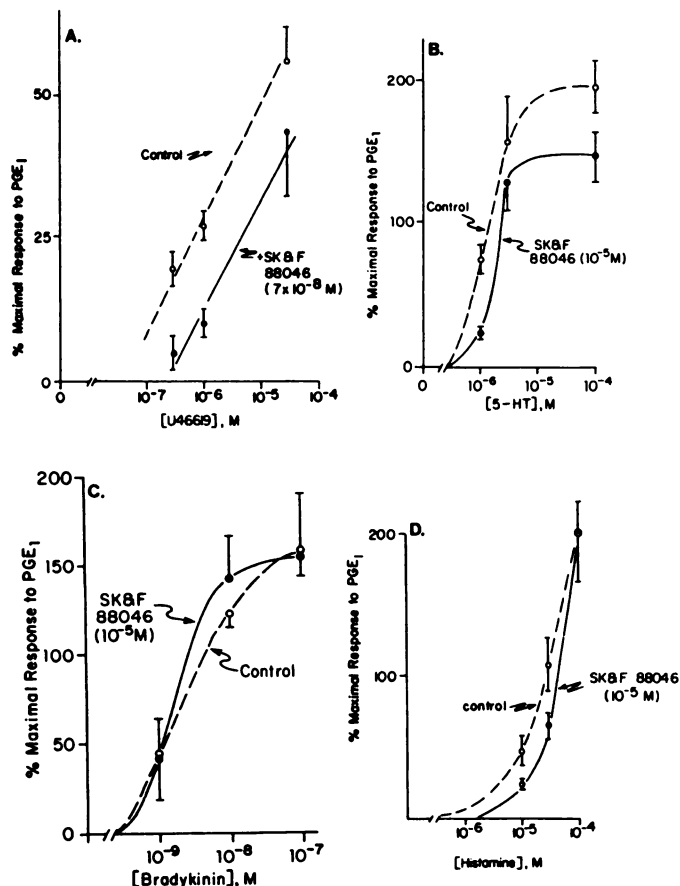 A.
% Maximal Response to PGE1
50
25
0
Control
+SK&F
88046
(7x10-8 M)
0
10-7
10-6
10-5
10-4
[U46619], M
B.
% Maximal Response to PGE1
200
100
0
Control
SK&F
88046 (10-5M)
0
10-6
10-5
10-4
[5-HT], M
C.
% Maximal Response to PGE1
200
150
100
50
0
SK&F
88046
(10-5M)
Control
0
10-9
10-8
10-7
[Bradykinin], M
D.
% Maximal Response to PGE1
200
100
control
SK&F 88046
(10-5 M)
0
10-6
10-5
10-4
[Histamine], M